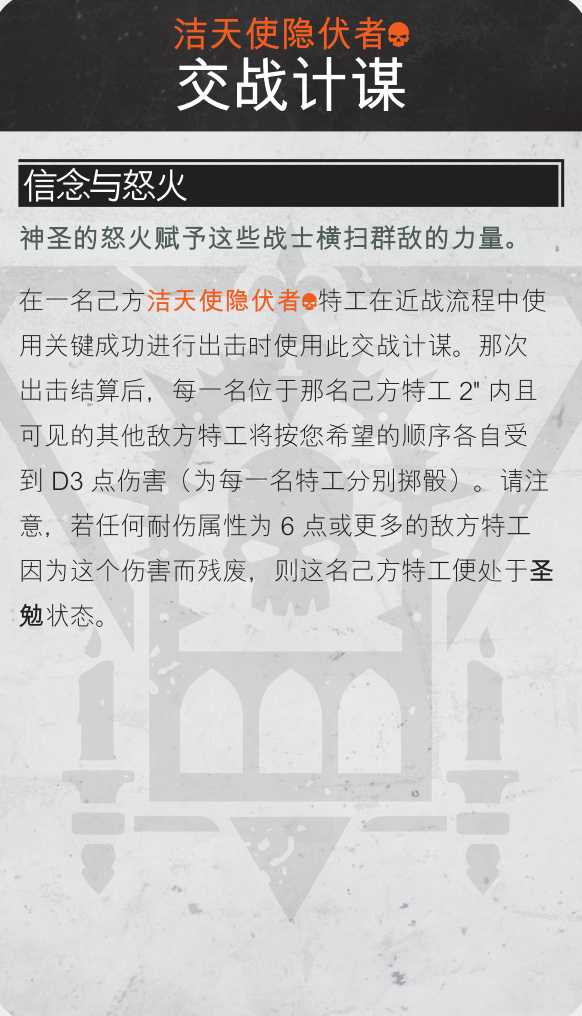 洁天使隐伏者
交战计谋
信念与怒火
神圣的怒火赋予这些战士横扫群敌的力量。
在一名己方洁天使隐伏者特工在近战流程中使
用关键成功进行出击时使用此交战计谋。那次
出击结算后，每一名位于那名己方特工 2" 内且
可见的其他敌方特工将按您希望的顺序各自受
到 D3 点伤害（为每一名特工分别掷骰）。请注
意，若任何耐伤属性为 6 点或更多的敌方特工
因为这个伤害而残废，则这名己方特工便处于圣
勉状态。